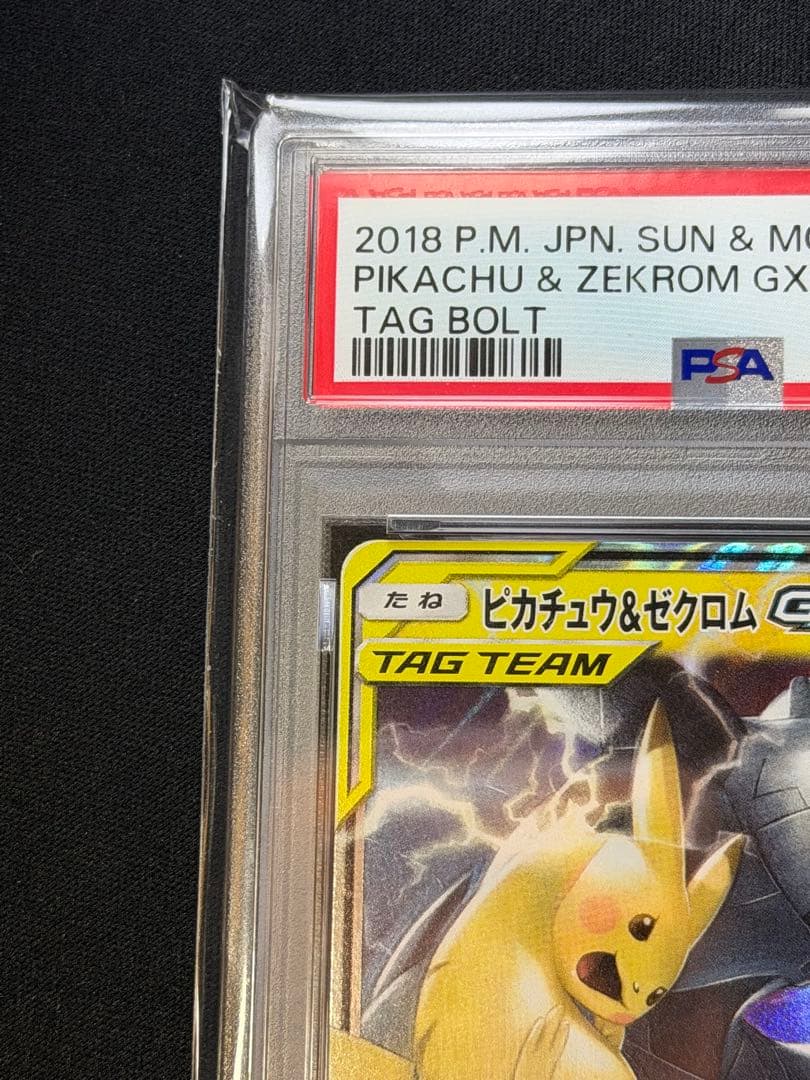 2018 P.M. JPN. SUN & MO
PIKACHU & ZEKROM GX
TAG BOLT
PSA
たね ピカチュウ&ゼクロム
TAG TEAM